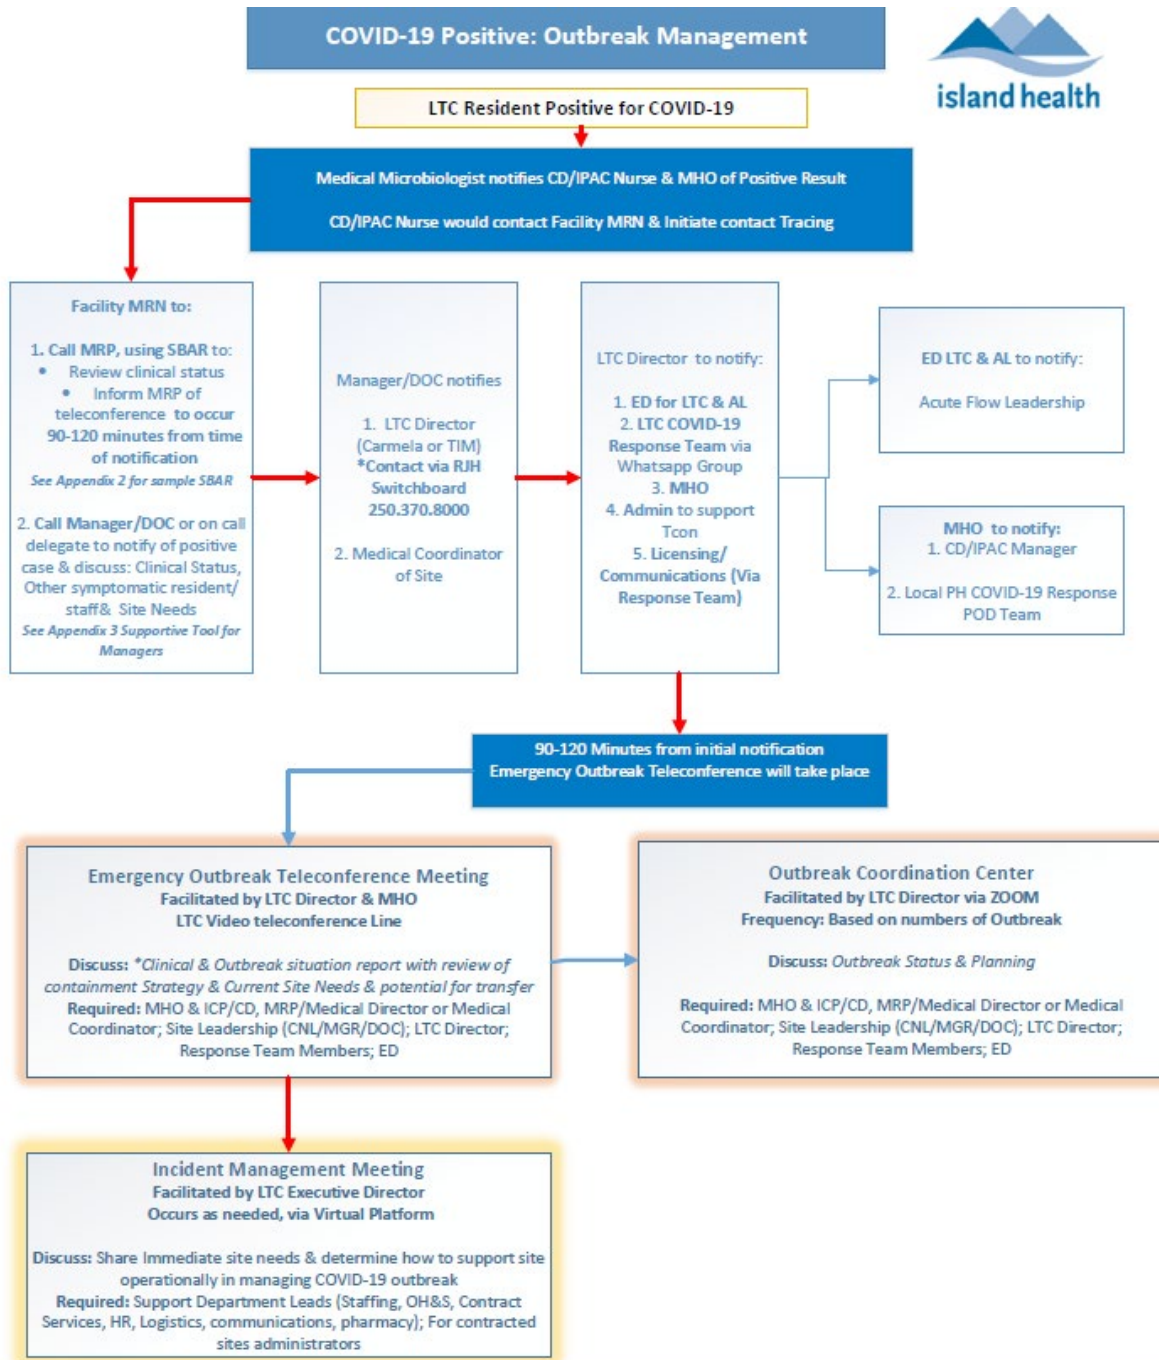 COVID-19 Positive: Outbreak Management
island health
LTC Resident Positive for COVID-19
Medical Microbiologist notifies CD/IPAC Nurse & MHO of Positive Result
CD/IPAC Nurse would contact Facility MRN & Initiate contact Tracing
Facility MRN to:
1. Call MRP, using SBAR to:
• Review clinical status
• Inform MRP of
teleconference to occur
90-120 minutes from time
of notification
See Appendix 2 for sample SBAR
2. Call Manager/DOC or on call
delegate to notify of positive
case & discuss: Clinical Status,
Other symptomatic resident/
staff& Site Needs
See Appendix 3 Supportive Tool for
Managers
Manager/DOC notifies
1. LTC Director
(Carmela or TIM)
*Contact via RJH
Switchboard
250.370.8000
2. Medical Coordinator
of Site
LTC Director to notify:
1. ED for LTC & AL
2. LTC COVID-19
Response Team via
Whatsapp Group
3. MHO
4. Admin to support
Tcon
5. Licensing/
Communications (Via
Response Team)
ED LTC & AL to notify:
Acute Flow Leadership
MHO to notify:
1. CD/IPAC Manager
2. Local PH COVID-19 Response
POD Team
90-120 Minutes from initial notification
Emergency Outbreak Teleconference will take place
Emergency Outbreak Teleconference Meeting
Facilitated by LTC Director & MHO
LTC Video teleconference Line
Discuss: *Clinical & Outbreak situation report with review of
containment Strategy & Current Site Needs & potential for transfer
Required: MHO & ICP/CD, MRP/Medical Director or Medical
Coordinator; Site Leadership (CNL/MGR/DOC); LTC Director;
Response Team Members; ED
Outbreak Coordination Center
Facilitated by LTC Director via ZOOM
Frequency: Based on numbers of Outbreak
Discuss: Outbreak Status & Planning
Required: MHO & ICP/CD, MRP/Medical Director or Medical
Coordinator; Site Leadership (CNL/MGR/DOC); LTC Director;
Response Team Members; ED
Incident Management Meeting
Facilitated by LTC Executive Director
Occurs as needed, via Virtual Platform
Discuss: Share Immediate site needs & determine how to support site
operationally in managing COVID-19 outbreak
Required: Support Department Leads (Staffing, OH&S, Contract
Services, HR, Logistics, communications, pharmacy); For contracted
sites administrators